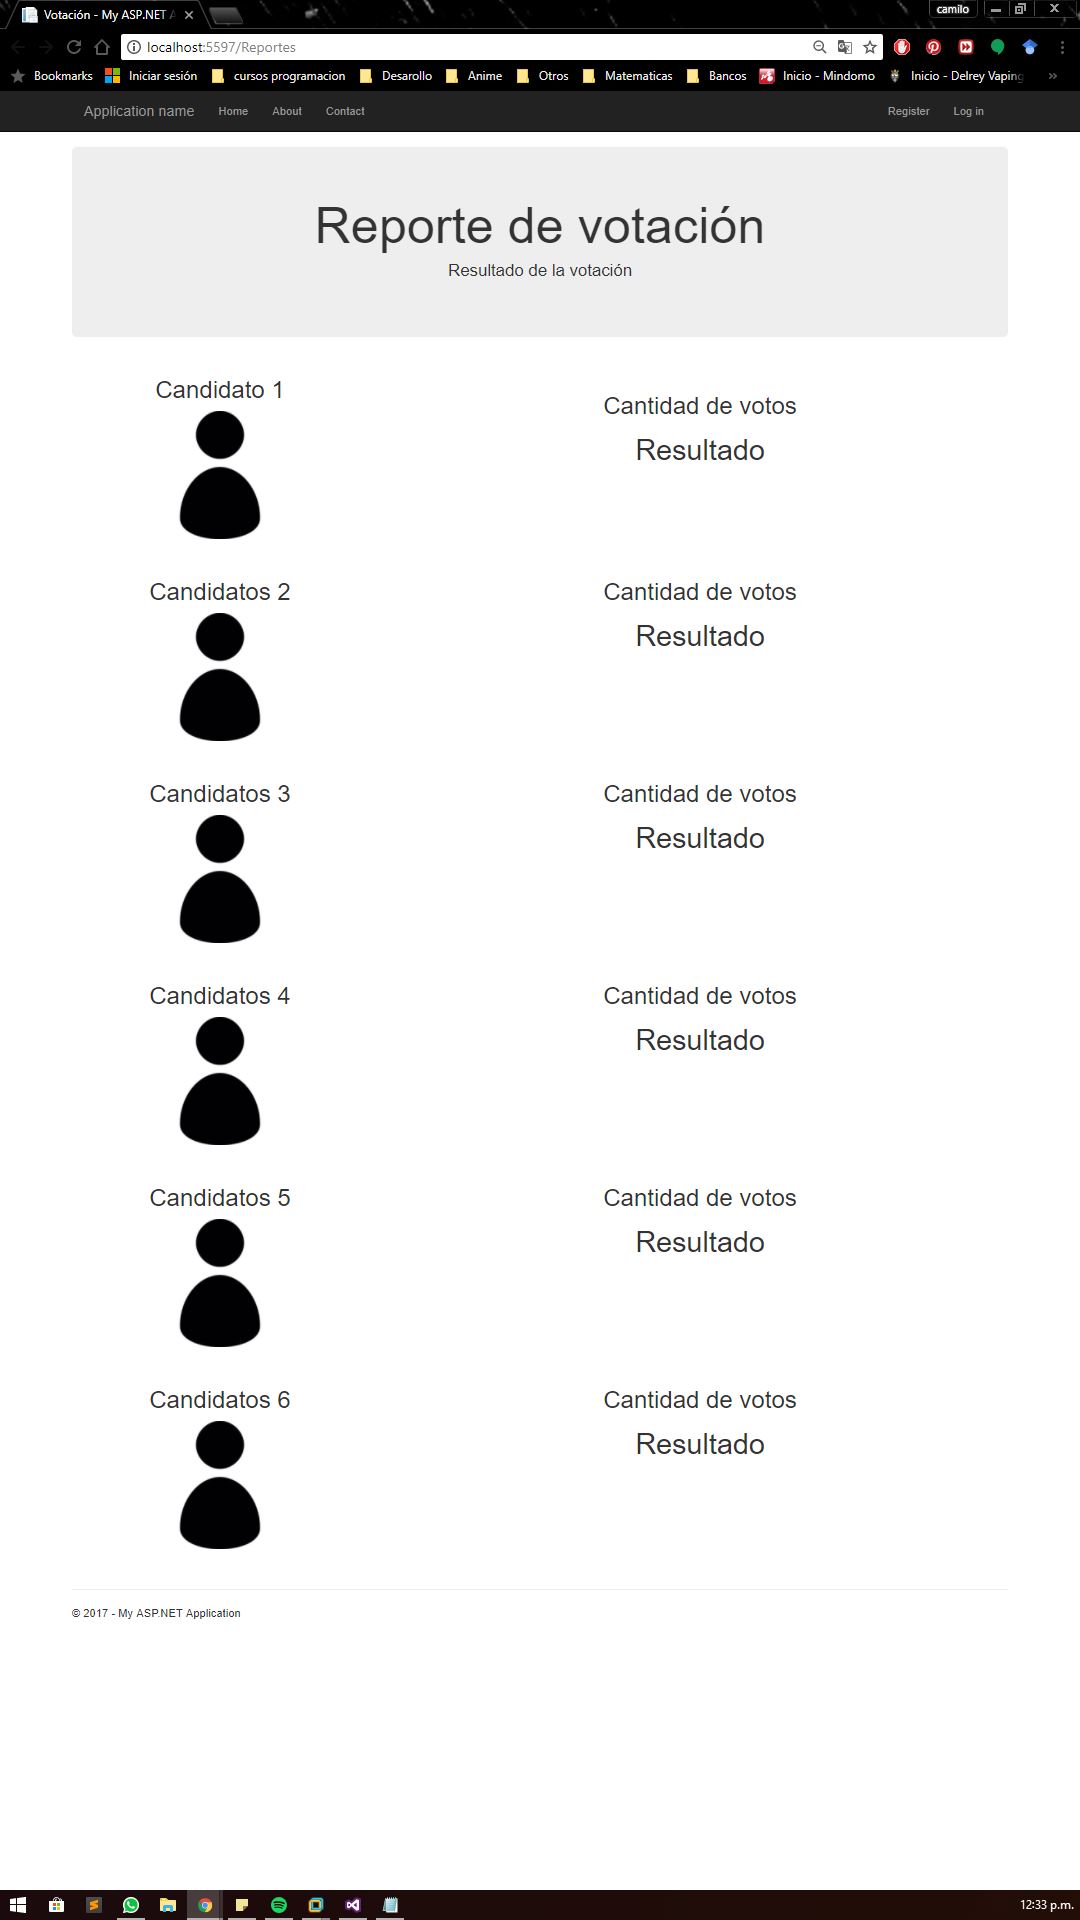 Votación - My ASP.NET A
camilo
localhost:5597/Reportes
Bookmarks Iniciar sesión cursos programacion Desarollo Anime Otros Matematicas Bancos Inicio - Mindomo Inicio - Delrey Vaping »
Application name Home About Contact Register Log in
Reporte de votación
Resultado de la votación
Candidato 1
Cantidad de votos
Resultado
Candidatos 2
Cantidad de votos
Resultado
Candidatos 3
Cantidad de votos
Resultado
Candidatos 4
Cantidad de votos
Resultado
Candidatos 5
Cantidad de votos
Resultado
Candidatos 6
Cantidad de votos
Resultado
© 2017 - My ASP.NET Application
12:33 p.m.